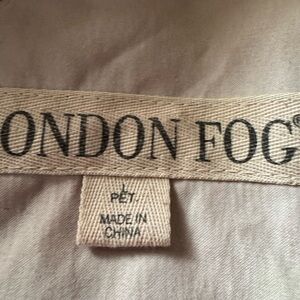 ONDON FOG®
L
PET.
MADE IN
CHINA